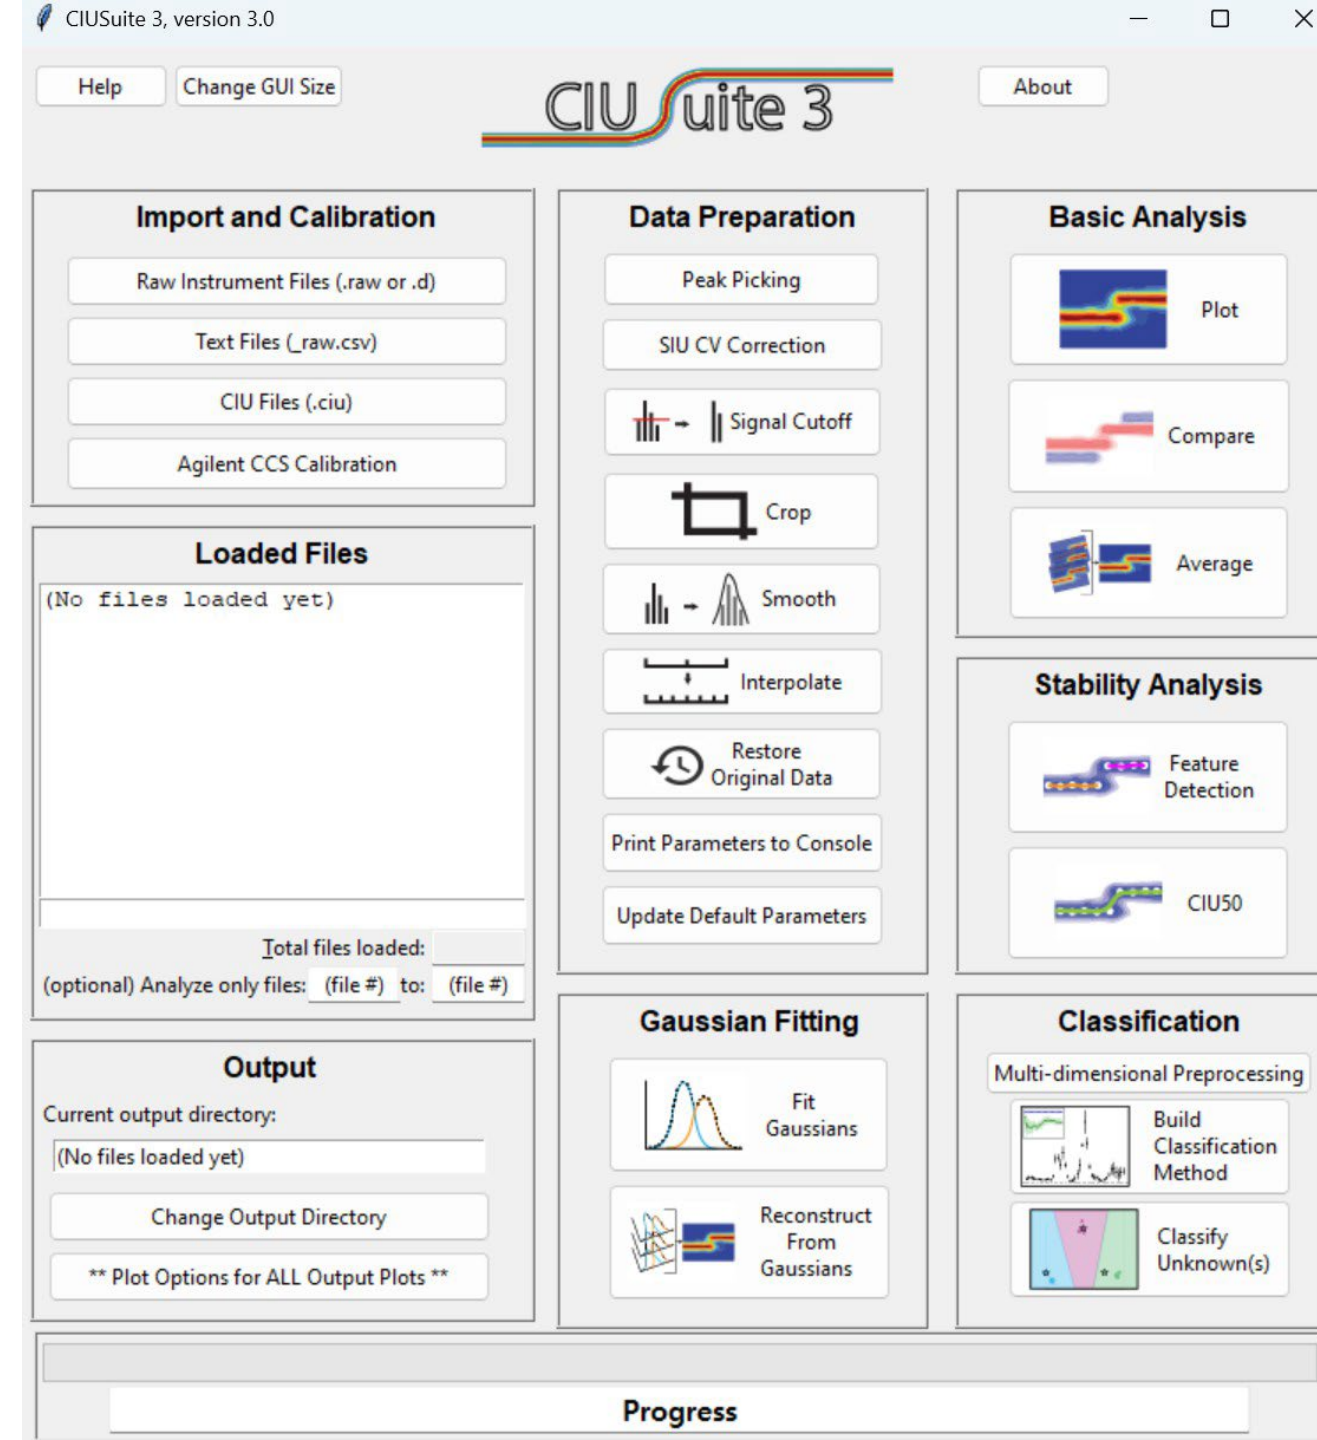 CIUSuite 3, version 3.0
Help
Change GUI Size
CIU Suite 3
About
Import and Calibration
Raw Instrument Files (.raw or .d)
Text Files (_raw.csv)
CIU Files (.ciu)
Agilent CCS Calibration
Loaded Files
(No files loaded yet)
Total files loaded:
(optional) Analyze only files: (file #) to: (file #)
Output
Current output directory:
(No files loaded yet)
Change Output Directory
** Plot Options for ALL Output Plots **
Data Preparation
Peak Picking
SIU CV Correction
Signal Cutoff
Crop
Smooth
Interpolate
Restore
Original Data
Print Parameters to Console
Update Default Parameters
Gaussian Fitting
Fit
Gaussians
Reconstruct
From
Gaussians
Basic Analysis
Plot
Compare
Average
Stability Analysis
Feature
Detection
CIU50
Classification
Multi-dimensional Preprocessing
Build
Classification
Method
Classify
Unknown(s)
Progress